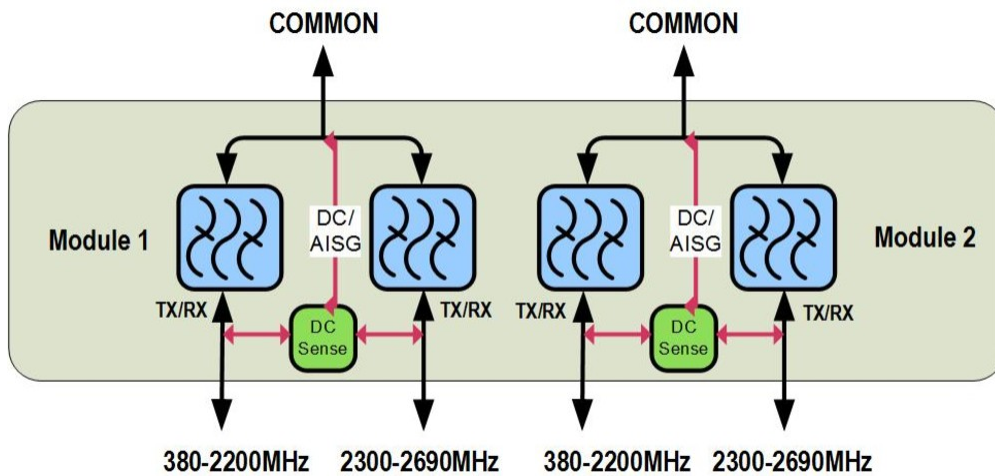 COMMON COMMON
Module 1
DC/
AISG
DC/
AISG
Module 2
TX/RX TX/RX TX/RX TX/RX
DC
Sense
DC
Sense
380-2200MHz 2300-2690MHz 380-2200MHz 2300-2690MHz